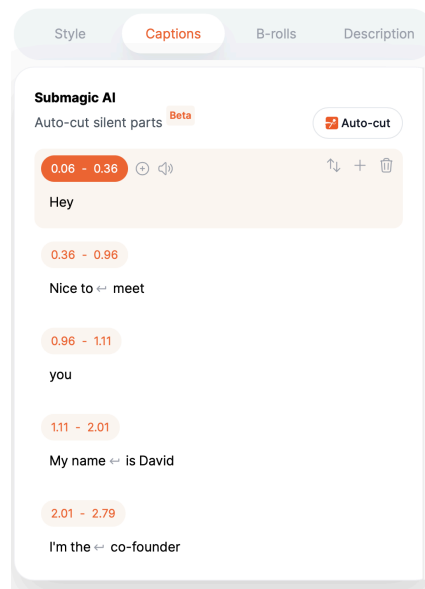 Style Captions B-rolls Description
Submagic AI
Auto-cut silent parts Beta
Auto-cut
0.06 - 0.36
Hey
0.36 - 0.96
Nice to ↩ meet
0.96 - 1.11
you
1.11 - 2.01
My name ↩ is David
2.01 - 2.79
I'm the ↩ co-founder